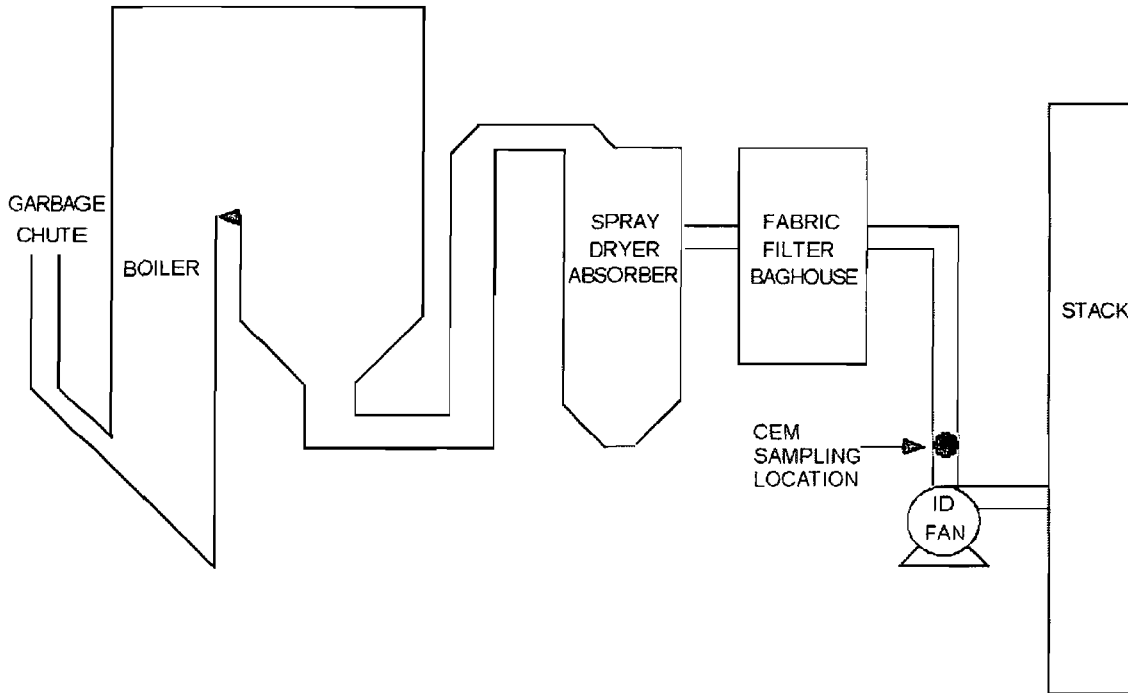 GARBAGE
CHUTE
BOILER
SPRAY
DRYER
ABSORBER
FABRIC
FILTER
BAGHOUSE
STACK
CEM
SAMPLING
LOCATION
ID
FAN